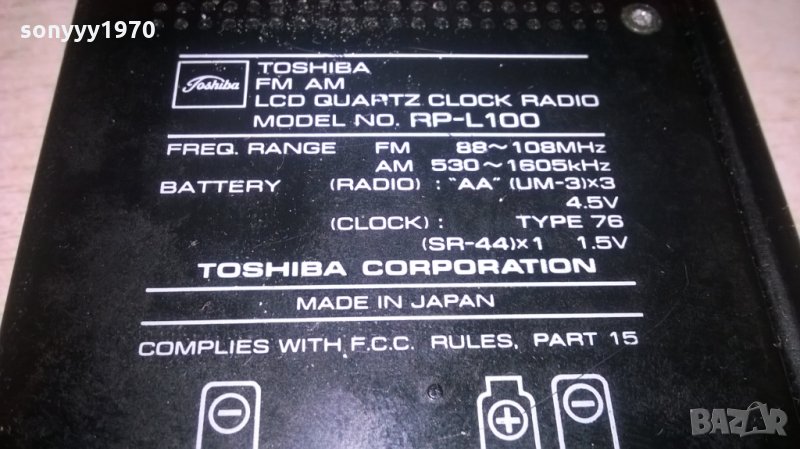 sonyyy1970
Toshiba
TOSHIBA
FM AM
LCD QUARTZ CLOCK RADIO
MODEL NO. RP-L100
FREQ. RANGE FM 88~108MHz
AM 530~1605kHz
BATTERY (RADIO) : "AA" (UM-3)×3
4.5V
(CLOCK) : TYPE 76
(SR-44)×1 1.5V
TOSHIBA CORPORATION
MADE IN JAPAN
COMPLIES WITH F.C.C. RULES, PART 15
BAZAR